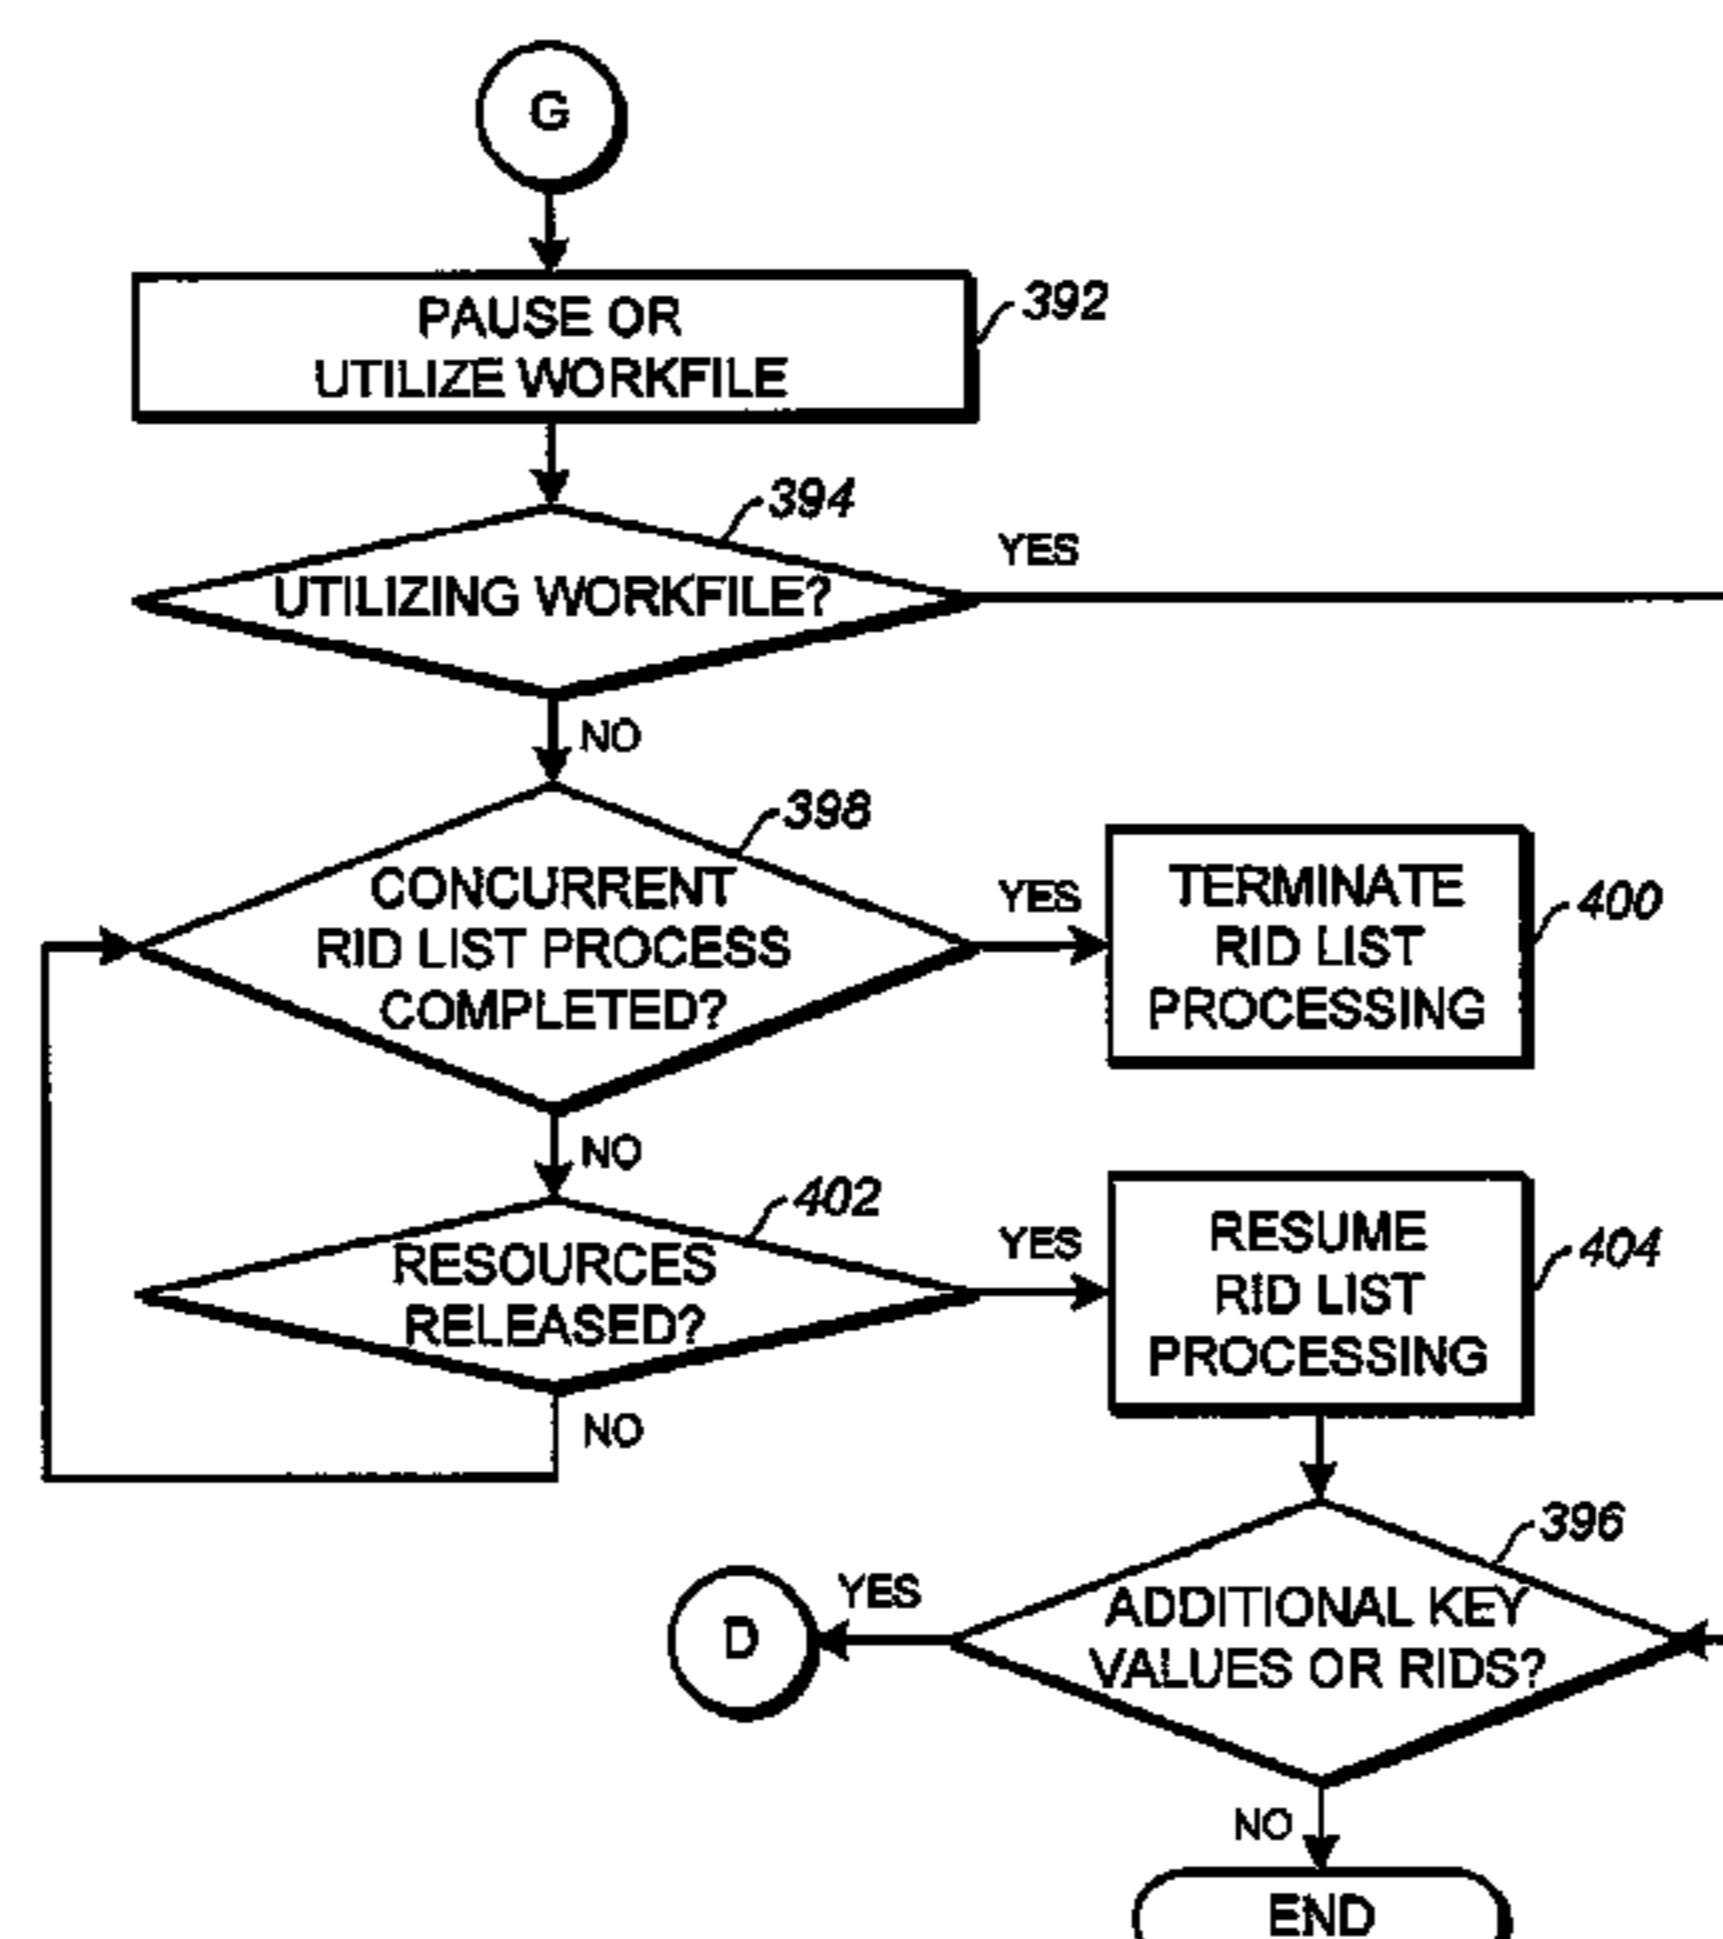 G
PAUSE OR
UTILIZE WORKFILE
392
394
UTILIZING WORKFILE?
YES
NO
398
CONCURRENT
RID LIST PROCESS
COMPLETED?
YES
TERMINATE
RID LIST
PROCESSING
400
NO
402
RESOURCES
RELEASED?
YES
RESUME
RID LIST
PROCESSING
404
NO
396
ADDITIONAL KEY
VALUES OR RIDS?
YES
D
NO
END